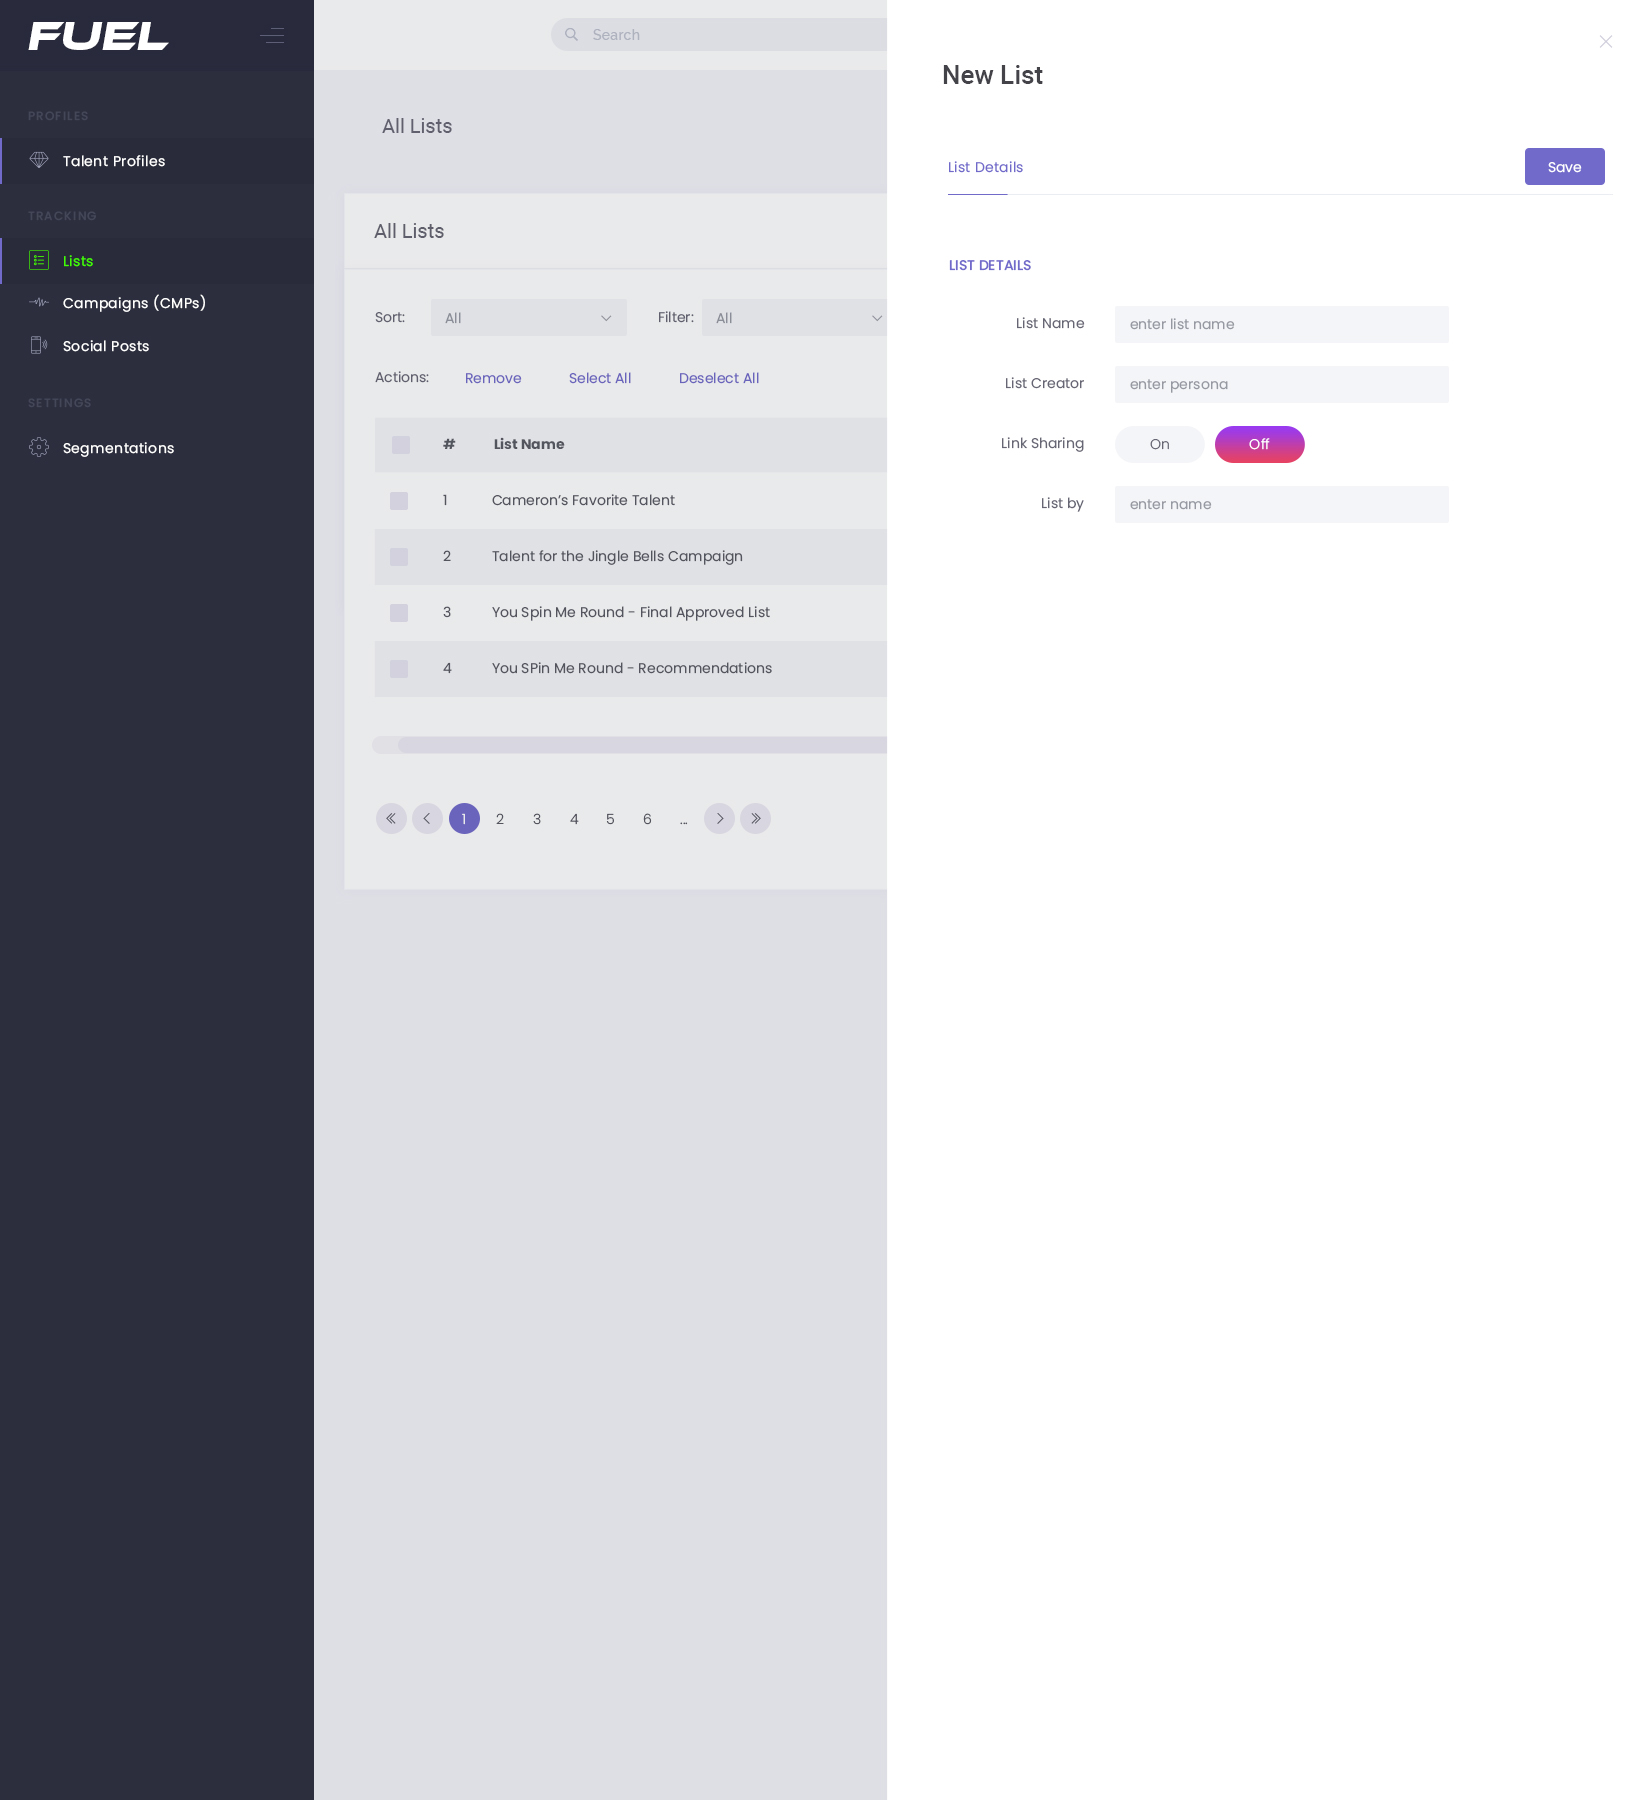 FUEL
PROFILES
Talent Profiles
TRACKING
Lists
Campaigns (CMPs)
Social Posts
SETTINGS
Segmentations
Search
All Lists
All Lists
Sort: All Filter: All
Actions: Remove Select All Deselect All
# List Name
1 Cameron’s Favorite Talent
2 Talent for the Jingle Bells Campaign
3 You Spin Me Round - Final Approved List
4 You SPin Me Round - Recommendations
1 2 3 4 5 6 ...
New List
List Details Save
LIST DETAILS
List Name enter list name
List Creator enter persona
Link Sharing On Off
List by enter name